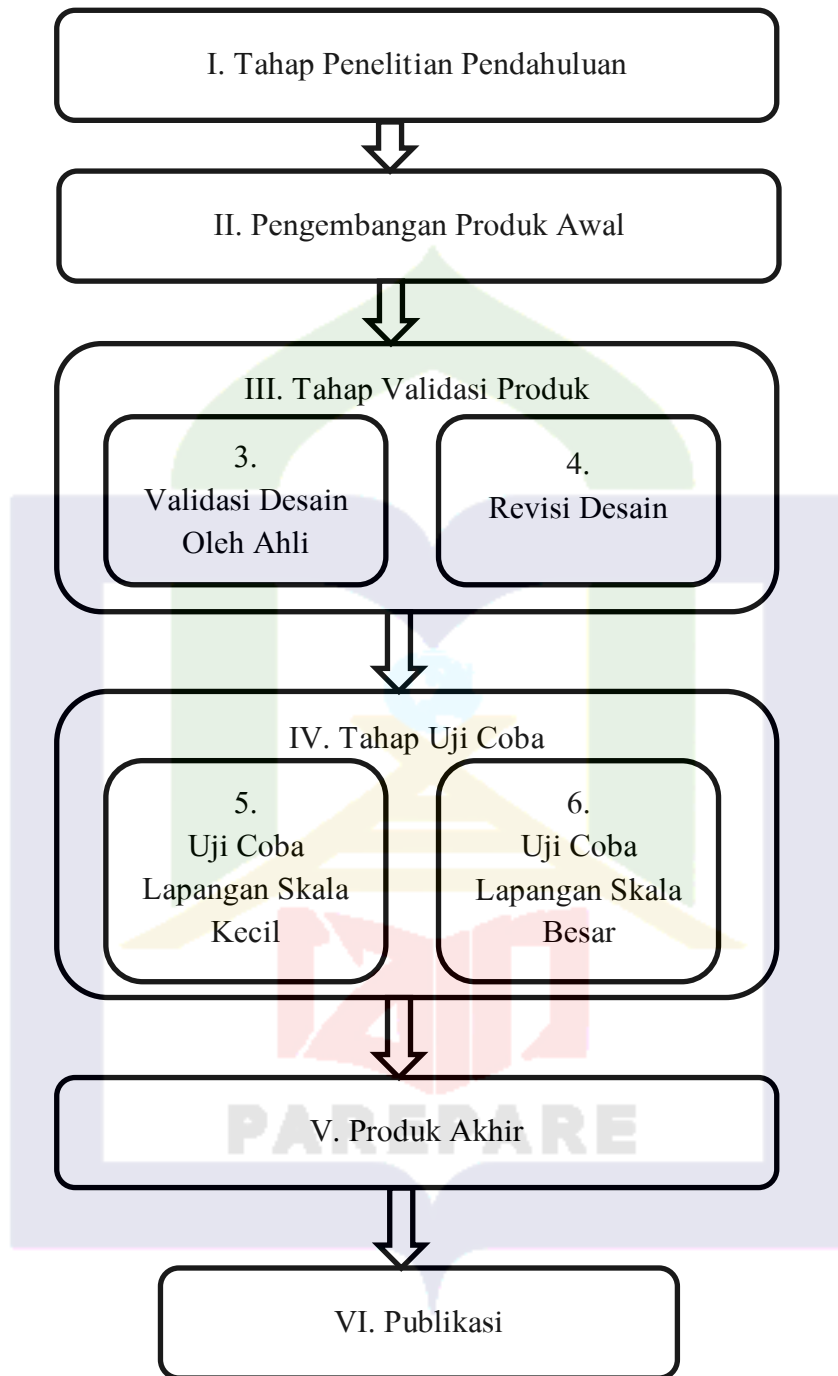 I. Tahap Penelitian Pendahuluan
II. Pengembangan Produk Awal
III. Tahap Validasi Produk
3.
Validasi Desain
Oleh Ahli
4.
Revisi Desain
IV. Tahap Uji Coba
5.
Uji Coba
Lapangan Skala
Kecil
6.
Uji Coba
Lapangan Skala
Besar
V. Produk Akhir
PAREPARE
VI. Publikasi